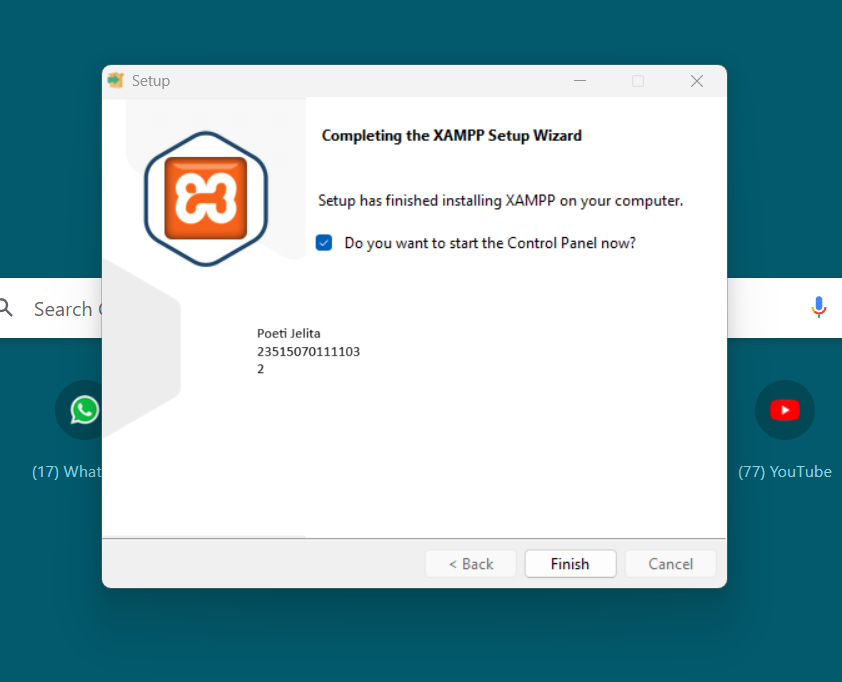 Setup
Completing the XAMPP Setup Wizard
Setup has finished installing XAMPP on your computer.
Do you want to start the Control Panel now?
Search
Poeti Jelita
23515070111103
2
(17) What
(77) YouTube
< Back
Finish
Cancel